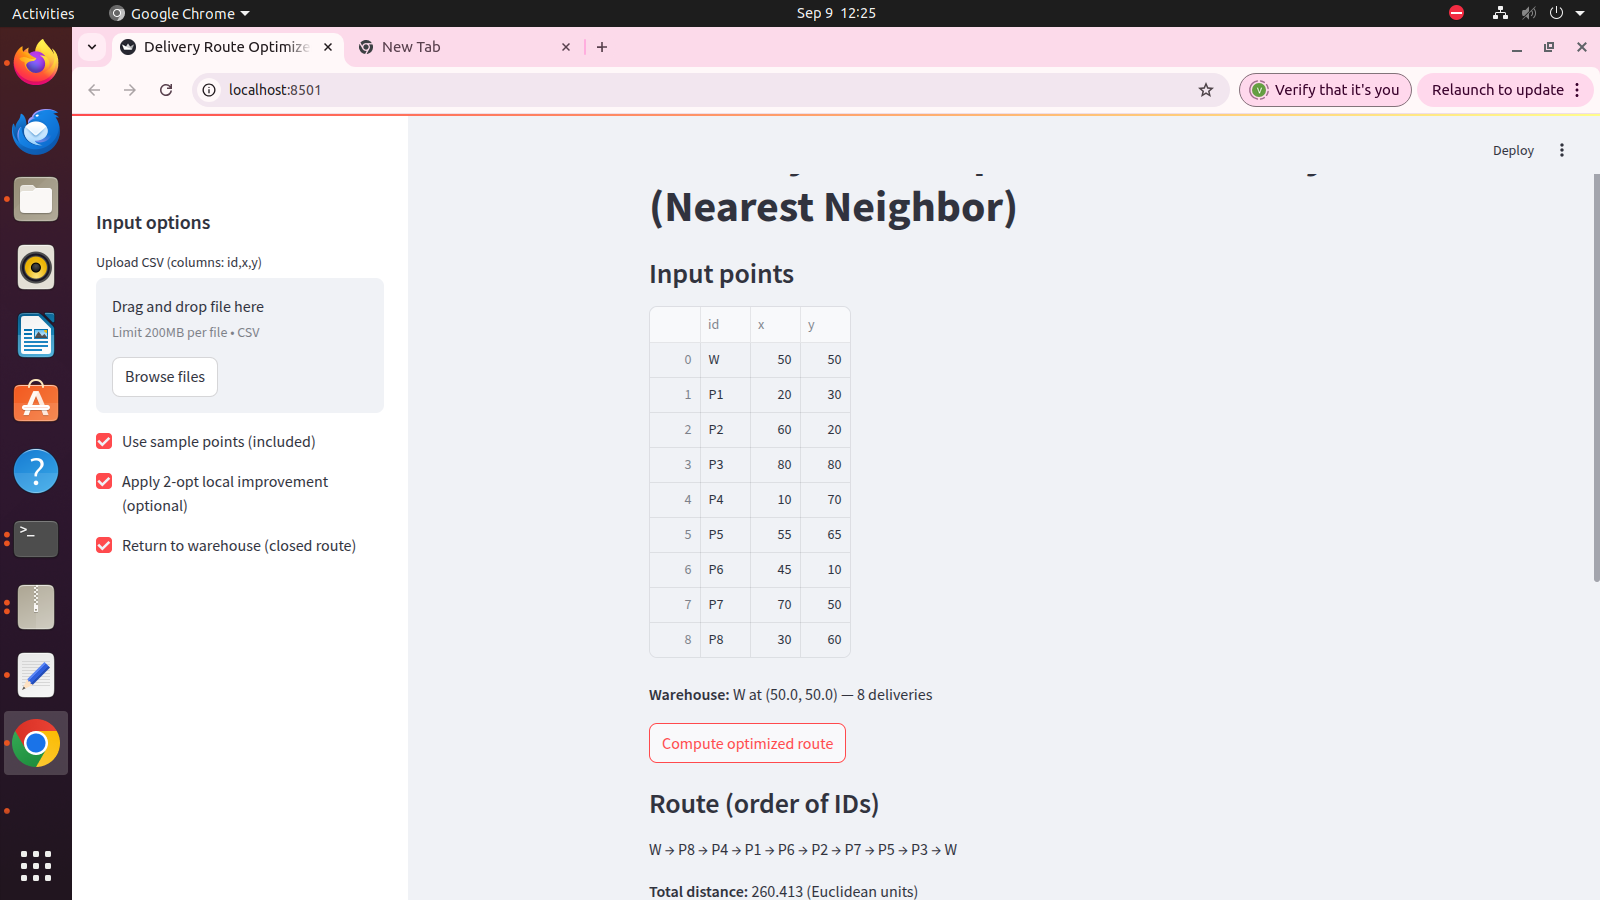 Activities
Google Chrome
Sep 9 12:25
Delivery Route Optimize
New Tab
localhost:8501
Verify that it's you
Relaunch to update
Deploy
Input options
Upload CSV (columns: id,x,y)
Drag and drop file here
Limit 200MB per file • CSV
Browse files
Use sample points (included)
Apply 2-opt local improvement
(optional)
Return to warehouse (closed route)
(Nearest Neighbor)
Input points
id x y
0 W 50 50
1 P1 20 30
2 P2 60 20
3 P3 80 80
4 P4 10 70
5 P5 55 65
6 P6 45 10
7 P7 70 50
8 P8 30 60
Warehouse: W at (50.0, 50.0) — 8 deliveries
Compute optimized route
Route (order of IDs)
W → P8 → P4 → P1 → P6 → P2 → P7 → P5 → P3 → W
Total distance: 260.413 (Euclidean units)